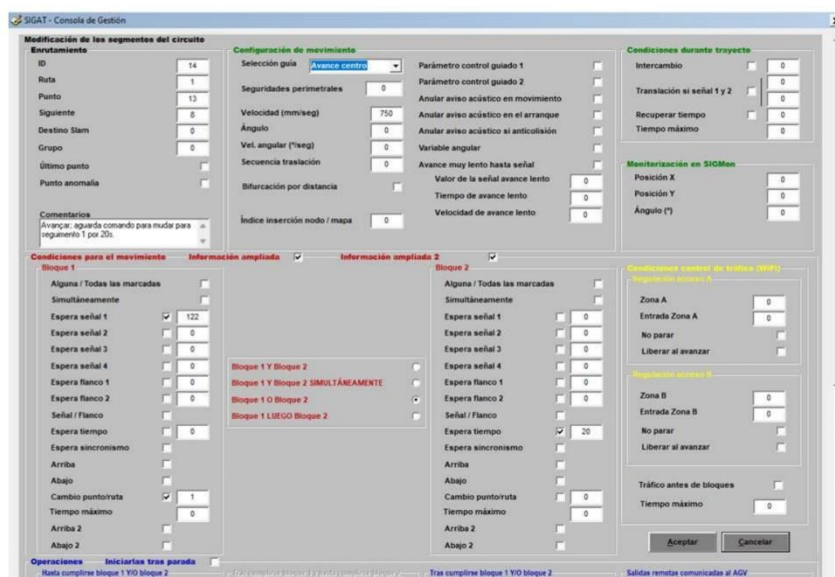 SIGAT - Consola de Gestión
Modificación de los segmentos del circuito
Enrutamiento
ID 14
Ruta 1
Punto 13
Siguiente 8
Destino Slam 0
Grupo 0
Último punto
Punto anomalía
Comentarios
Avançar; aguarda comando para mudar para
seguimento 1 por 20s.
Configuración de movimiento
Selección guía Avance centro
Seguridades perimetrales 0
Velocidad (mm/seg) 750
Ángulo 0
Vel. angular (º/seg) 0
Secuencia traslación 0
Bifurcación por distancia
Índice inserción nodo / mapa 0
Parámetro control guiado 1
Parámetro control guiado 2
Anular aviso acústico en movimiento
Anular aviso acústico en el arranque
Anular aviso acústico si anticolisión
Variable angular
Avance muy lento hasta señal
Valor de la señal avance lento 0
Tiempo de avance lento 0
Velocidad de avance lento 0
Condiciones durante trayecto
Intercambio 0
Translación si señal 1 y 2 0
0
Recuperar tiempo 0
Tiempo máximo 0
Monitorización en SIGMon
Posición X 0
Posición Y 0
Ángulo (º) 0
Condiciones para el movimiento Información ampliada Información ampliada 2
Bloque 1
Alguna / Todas las marcadas
Simultáneamente
Espera señal 1 122
Espera señal 2 0
Espera señal 3 0
Espera señal 4 0
Espera flanco 1 0
Espera flanco 2 0
Señal / Flanco
Espera tiempo 0
Espera sincronismo
Arriba
Abajo
Cambio punto/ruta 1
Tiempo máximo 0
Arriba 2
Abajo 2
Bloque 1 Y Bloque 2
Bloque 1 Y Bloque 2 SIMULTÁNEAMENTE
Bloque 1 O Bloque 2
Bloque 1 LUEGO Bloque 2
Bloque 2
Alguna / Todas las marcadas
Simultáneamente
Espera señal 1 0
Espera señal 2 0
Espera señal 3 0
Espera señal 4 0
Espera flanco 1 0
Espera flanco 2 0
Señal / Flanco
Espera tiempo 20
Espera sincronismo
Arriba
Abajo
Cambio punto/ruta 0
Tiempo máximo 0
Arriba 2
Abajo 2
Condiciones control de tráfico (WiFi)
Regulación acceso A
Zona A 0
Entrada Zona A 0
No parar
Liberar al avanzar
Regulación acceso B
Zona B 0
Entrada Zona B 0
No parar
Liberar al avanzar
Tráfico antes de bloques
Tiempo máximo 0
Aceptar Cancelar
Operaciones Iniciarlas tras parada
Hasta cumplirse bloque 1 Y/O bloque 2
Tras cumplirse bloque 1 y hasta cumplirse bloque 2
Tras cumplirse bloque 1 Y/O bloque 2
Salidas remotas comunicadas al AGV